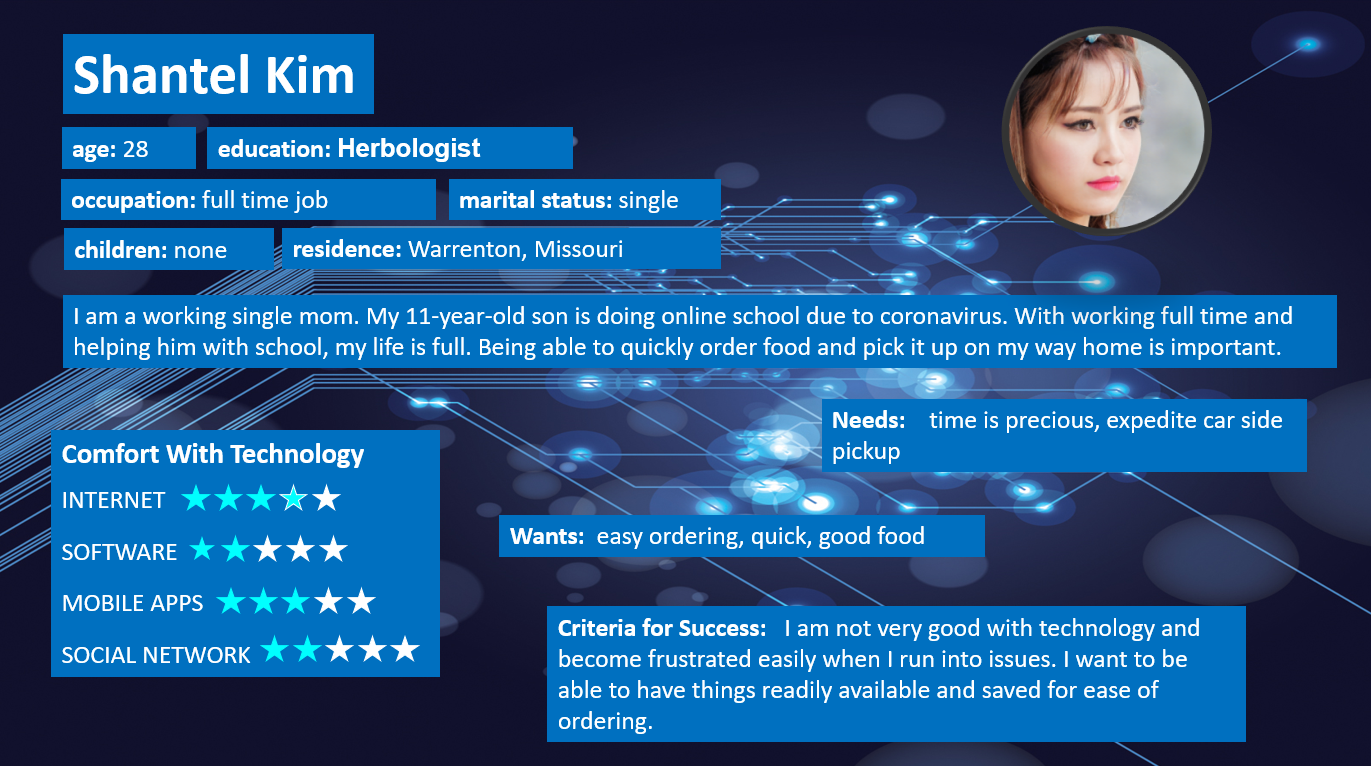 Shantel Kim
age: 28
education: Herbologist
occupation: full time job
marital status: single
children: none
residence: Warrenton, Missouri
I am a working single mom. My 11-year-old son is doing online school due to coronavirus. With working full time and
helping him with school, my life is full. Being able to quickly order food and pick it up on my way home is important.
Needs: time is precious, expedite car side
pickup
Comfort With Technology
INTERNET
SOFTWARE
MOBILE APPS
SOCIAL NETWORK
Wants: easy ordering, quick, good food
Criteria for Success: I am not very good with technology and
become frustrated easily when I run into issues. I want to be
able to have things readily available and saved for ease of
ordering.